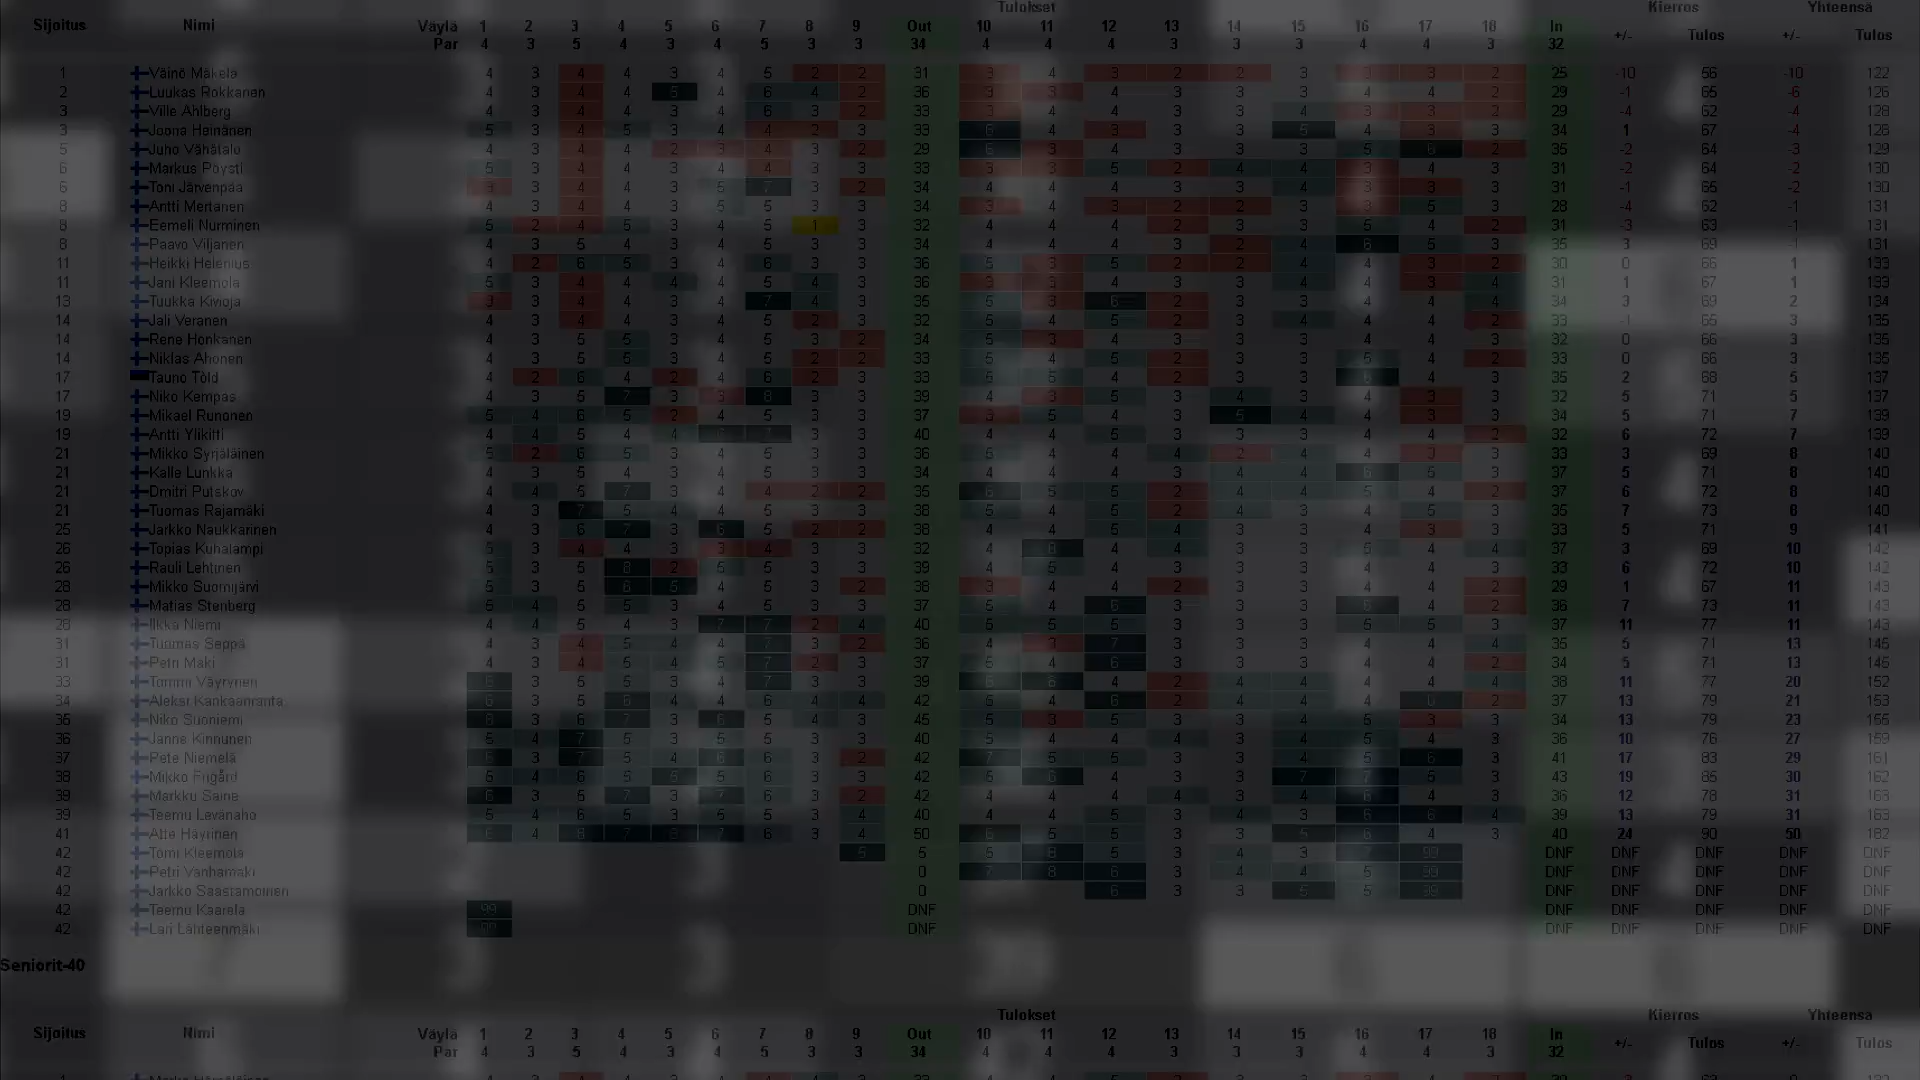 Tulokset Kierros Yhteensä
Sijoitus Nimi Väylä 1 2 3 4 5 6 7 8 9 Out 10 11 12 13 14 15 16 17 18 In +/- Tulos +/- Tulos
Par 4 3 5 4 3 4 5 3 3 34 4 4 4 3 3 3 4 4 3 32
1 Väinö Mäkelä 4 3 4 4 3 4 5 2 2 31 3 4 3 2 2 3 3 3 2 25 -10 56 -10 122
2 Luukas Rokkanen 4 3 4 4 5 4 6 4 2 36 3 3 4 3 3 3 4 4 2 29 -1 65 -6 126
3 Ville Ahlberg 4 3 4 4 3 4 6 3 2 33 3 4 4 3 3 4 3 3 2 29 -4 62 -4 128
3 Joona Heinänen 5 3 4 5 3 4 4 2 3 33 6 4 3 3 3 5 4 3 3 34 1 67 -4 128
5 Juho Vähätalo 4 3 4 4 2 3 4 3 2 29 6 3 4 3 3 3 5 6 2 35 -2 64 -3 129
6 Markus Pöysti 5 3 4 4 3 4 4 3 3 33 3 3 5 2 4 4 3 4 3 31 -2 64 -2 130
6 Toni Järvenpää 3 3 4 4 3 5 7 3 2 34 4 4 4 3 3 4 3 3 3 31 -1 65 -2 130
8 Antti Mertanen 4 3 4 4 3 5 5 3 3 34 3 4 3 2 2 3 3 5 3 28 -4 62 -1 131
8 Eemeli Nurminen 5 2 4 5 3 4 5 1 3 32 4 4 4 2 3 3 5 4 2 31 -3 63 -1 131
8 Paavo Viljanen 4 3 5 4 3 4 5 3 3 34 4 4 4 3 2 4 6 5 3 35 3 69 -1 131
11 Heikki Helenius 4 2 6 5 3 4 6 3 3 36 5 3 5 2 2 4 4 3 2 30 0 66 1 133
11 Jani Kleemola 5 3 4 4 4 4 5 4 3 36 3 3 4 3 3 4 4 3 4 31 1 67 1 133
13 Tuukka Kivioja 3 3 4 4 3 4 7 4 3 35 5 3 6 2 3 3 4 4 4 34 3 69 2 134
14 Jali Veranen 4 3 4 4 3 4 5 2 3 32 5 4 5 2 3 4 4 4 2 33 -1 65 3 135
14 Rene Honkanen 4 3 5 5 3 4 5 3 2 34 5 3 4 3 3 3 4 4 3 32 0 66 3 135
14 Niklas Ahonen 4 3 5 5 3 4 5 2 2 33 5 4 5 2 3 3 5 4 2 33 0 66 3 135
17 Tauno Töld 4 2 6 4 2 4 6 2 3 33 5 5 4 2 3 3 6 4 3 35 2 68 5 137
17 Niko Kempas 4 3 5 7 3 3 8 3 3 39 4 3 5 3 4 3 4 3 3 32 5 71 5 137
19 Mikael Runonen 5 4 6 5 2 4 5 3 3 37 3 5 4 3 5 4 4 3 3 34 5 71 7 139
19 Antti Ylikitti 4 4 5 4 4 6 7 3 3 40 4 4 5 3 3 3 4 4 2 32 6 72 7 139
21 Mikko Syrjäläinen 5 2 6 5 3 4 5 3 3 36 4 4 4 4 2 4 4 3 3 33 3 69 8 140
21 Kalle Lunkka 4 3 5 4 3 4 5 3 3 34 4 4 4 3 4 4 6 5 3 37 5 71 8 140
21 Dmitri Putskov 4 4 5 7 3 4 4 2 2 35 6 5 5 2 4 4 5 4 2 37 6 72 8 140
21 Tuomas Rajamäki 4 3 7 5 4 4 5 3 3 38 5 4 5 2 4 3 5 4 3 35 7 73 8 140
25 Jarkko Naukkarinen 4 3 6 7 3 6 5 2 2 38 4 4 5 3 3 3 4 3 3 33 5 71 9 141
26 Topias Kuhalampi 5 3 4 4 3 3 4 3 3 32 4 8 4 4 3 3 5 4 3 37 3 69 10 142
26 Rauli Lehtinen 5 3 5 8 2 5 5 3 3 39 4 5 4 3 3 3 4 4 3 33 6 72 10 142
28 Mikko Suomijärvi 5 3 5 6 5 4 5 3 2 38 3 4 4 2 3 3 4 4 2 29 1 67 11 143
28 Matias Stenberg 5 4 5 5 3 4 5 3 3 37 5 4 6 3 3 3 6 4 2 36 7 73 11 143
28 Ilkka Niemi 4 4 5 4 3 7 7 2 4 40 5 5 5 3 3 3 5 5 3 37 11 77 11 143
31 Tuomas Seppä 4 3 4 5 4 4 7 3 2 36 4 3 7 3 3 3 4 4 4 35 5 71 13 145
31 Petri Mäki 4 3 4 5 4 5 7 2 3 37 5 4 6 3 3 3 4 4 2 34 5 71 13 145
33 Tommi Väyrynen 6 3 5 5 3 4 7 3 3 39 6 6 4 2 4 4 4 4 4 38 11 77 20 152
34 Aleksi Kankaanranta 5 4 5 6 4 4 6 4 4 42 5 4 6 2 4 4 4 6 2 37 13 79 21 153
35 Niko Suoniemi 8 3 6 7 3 6 5 4 3 45 5 3 5 3 4 4 4 3 3 34 13 79 23 155
36 Janne Kinnunen 5 4 7 5 3 5 5 3 3 40 5 4 4 4 3 4 5 4 3 36 10 76 27 159
37 Pete Niemelä 6 3 7 5 4 6 6 3 2 42 7 5 4 3 3 5 5 6 3 41 17 83 29 161
38 Mikko Frigård 5 4 6 5 5 5 6 3 3 42 5 6 4 3 3 7 7 5 3 43 19 85 30 162
39 Markku Saine 6 3 5 7 3 7 6 3 2 42 4 4 4 4 3 4 6 4 3 36 12 78 31 163
39 Teemu Levänaho 5 4 6 5 3 5 5 3 4 40 4 4 5 3 3 4 6 6 4 39 13 79 31 163
41 Atte Häyrinen 6 4 8 7 6 7 6 3 4 50 6 5 5 3 3 5 6 4 3 40 24 90 50 182
42 Tomi Kleemola 5 5 5 8 5 3 4 3 7 99 DNF DNF DNF DNF DNF
42 Petri Vanhamäki 0 7 8 6 3 4 4 5 99 DNF DNF DNF DNF DNF
42 Jarkko Saastamoinen 0 6 3 3 5 5 99 DNF DNF DNF DNF DNF
42 Teemu Kaarela 99 DNF DNF DNF DNF DNF DNF
42 Lari Lähteenmäki 99 DNF DNF DNF DNF DNF DNF
Seniorit-40
Tulokset Kierros Yhteensä
Sijoitus Nimi Väylä 1 2 3 4 5 6 7 8 9 Out 10 11 12 13 14 15 16 17 18 In +/- Tulos +/- Tulos
Par 4 3 5 4 3 4 5 3 3 34 4 4 4 3 3 3 4 4 3 32